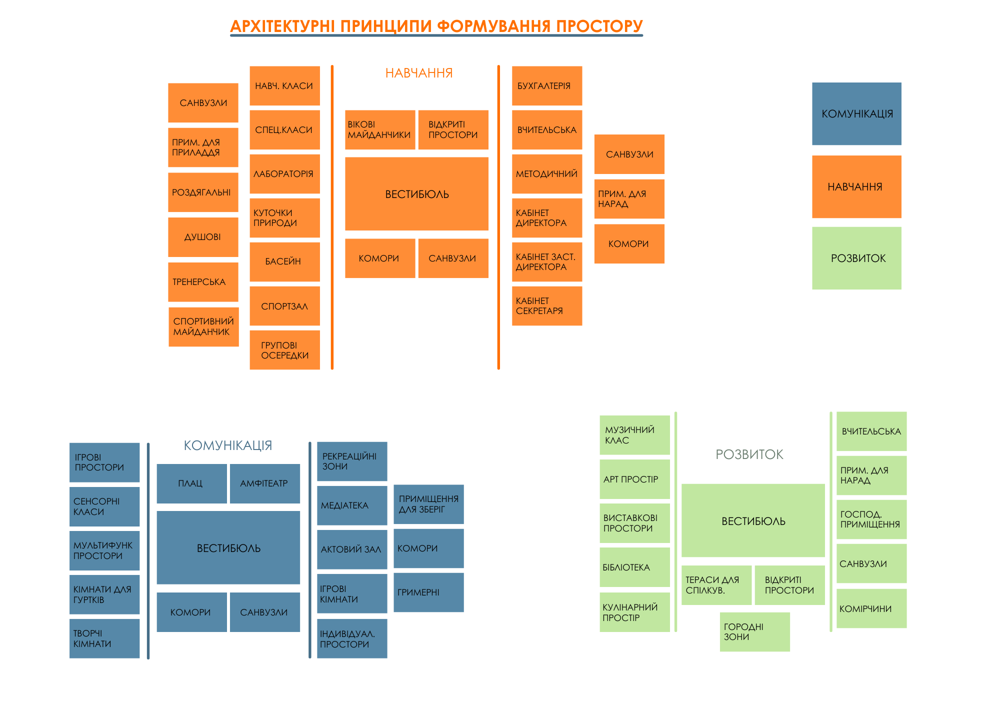 АРХІТЕКТУРНІ ПРИНЦИПИ ФОРМУВАННЯ ПРОСТОРУ
НАВЧАННЯ
САНВУЗЛИ
ПРИМ. ДЛЯ
ПРИЛАДДЯ
РОЗДЯГАЛЬНІ
ДУШОВІ
ТРЕНЕРСЬКА
СПОРТИВНИЙ
МАЙДАНЧИК
НАВЧ. КЛАСИ
СПЕЦ.КЛАСИ
ЛАБОРАТОРІЯ
КУТОЧКИ
ПРИРОДИ
БАСЕЙН
СПОРТЗАЛ
ГРУПОВІ
ОСЕРЕДКИ
ВІКОВІ
МАЙДАНЧИКИ
ВІДКРИТІ
ПРОСТОРИ
ВЕСТИБЮЛЬ
КОМОРИ
САНВУЗЛИ
БУХГАЛТЕРІЯ
ВЧИТЕЛЬСЬКА
МЕТОДИЧНИЙ
КАБІНЕТ
ДИРЕКТОРА
КАБІНЕТ ЗАСТ.
ДИРЕКТОРА
КАБІНЕТ
СЕКРЕТАРЯ
САНВУЗЛИ
ПРИМ. ДЛЯ
НАРАД
КОМОРИ
КОМУНІКАЦІЯ
НАВЧАННЯ
РОЗВИТОК
КОМУНІКАЦІЯ
ІГРОВІ
ПРОСТОРИ
СЕНСОРНІ
КЛАСИ
МУЛЬТИФУНК
ПРОСТОРИ
КІМНАТИ ДЛЯ
ГУРТКІВ
ТВОРЧІ
КІМНАТИ
ПЛАЦ
АМФІТЕАТР
ВЕСТИБЮЛЬ
КОМОРИ
САНВУЗЛИ
РЕКРЕАЦІЙНІ
ЗОНИ
МЕДІАТЕКА
АКТОВИЙ ЗАЛ
ІГРОВІ
КІМНАТИ
ІНДИВІДУАЛ.
ПРОСТОРИ
ПРИМІЩЕННЯ
ДЛЯ ЗБЕРІГ
КОМОРИ
ГРИМЕРНІ
РОЗВИТОК
МУЗИЧНИЙ
КЛАС
АРТ ПРОСТІР
ВИСТАВКОВІ
ПРОСТОРИ
БІБЛІОТЕКА
КУЛІНАРНИЙ
ПРОСТІР
ВЕСТИБЮЛЬ
ТЕРАСИ ДЛЯ
СПІЛКУВ.
ВІДКРИТІ
ПРОСТОРИ
ГОРОДНІ
ЗОНИ
ВЧИТЕЛЬСЬКА
ПРИМ. ДЛЯ
НАРАД
ГОСПОД.
ПРИМІЩЕННЯ
САНВУЗЛИ
КОМІРЧИНИ